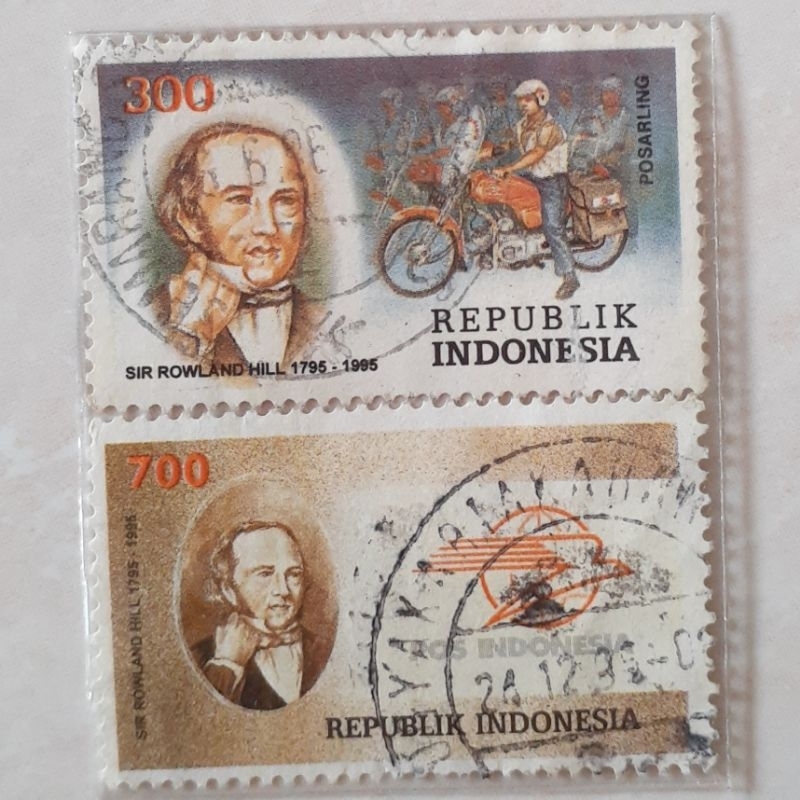 300
POSARLING
REPUBLIK
INDONESIA
SIR ROWLAND HILL 1795 - 1995
700
SIR ROWLAND HILL 1795 - 1995
POS INDONESIA
REPUBLIK INDONESIA